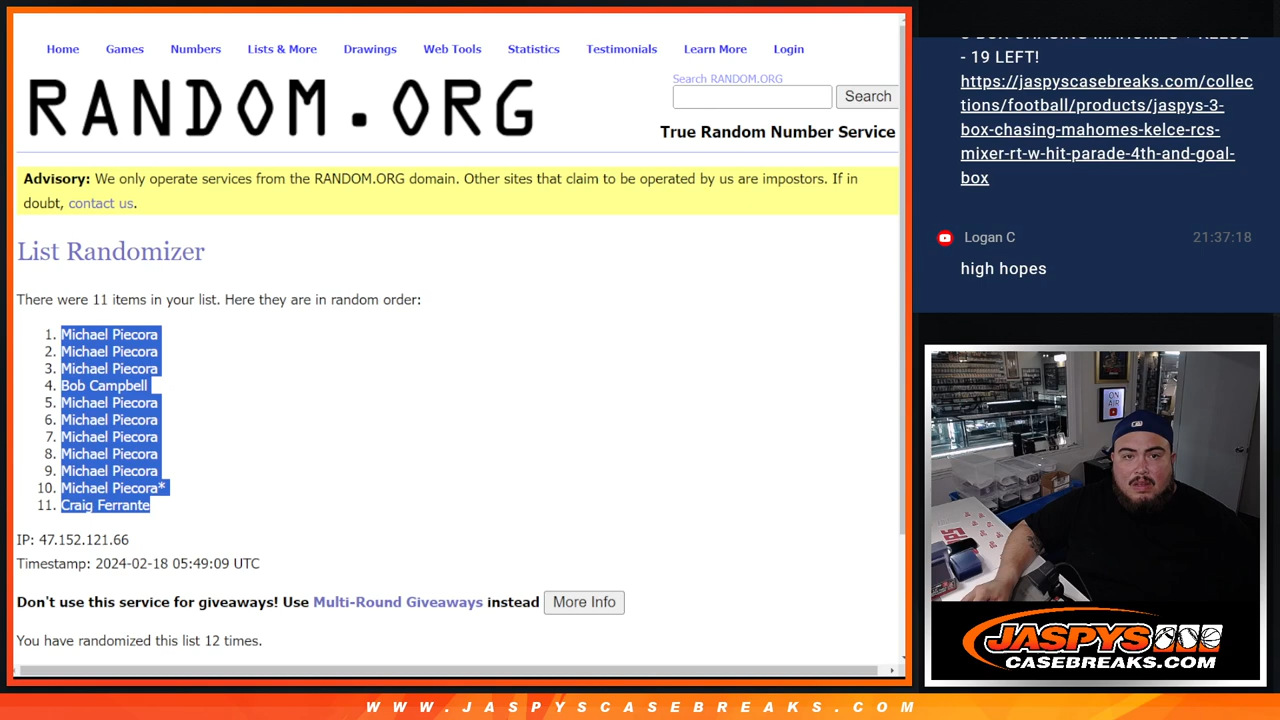 Home Games Numbers Lists & More Drawings Web Tools Statistics Testimonials Learn More Login
RANDOM.ORG
Search RANDOM.ORG
Search
True Random Number Service
Advisory: We only operate services from the RANDOM.ORG domain. Other sites that claim to be operated by us are impostors. If in
doubt, contact us.
List Randomizer
There were 11 items in your list. Here they are in random order:
1. Michael Piecora
2. Michael Piecora
3. Michael Piecora
4. Bob Campbell
5. Michael Piecora
6. Michael Piecora
7. Michael Piecora
8. Michael Piecora
9. Michael Piecora
10. Michael Piecora*
11. Craig Ferrante
IP: 47.152.121.66
Timestamp: 2024-02-18 05:49:09 UTC
Don't use this service for giveaways! Use Multi-Round Giveaways instead More Info
You have randomized this list 12 times.
- 19 LEFT!
https://jaspyscasebreaks.com/collec
tions/football/products/jaspys-3-
box-chasing-mahomes-kelce-rcs-
mixer-rt-w-hit-parade-4th-and-goal-
box
Logan C 21:37:18
high hopes
ON
AIR
JASPYS
CASEBREAKS.COM
WWW.JASPYSCASEBREAKS.COM